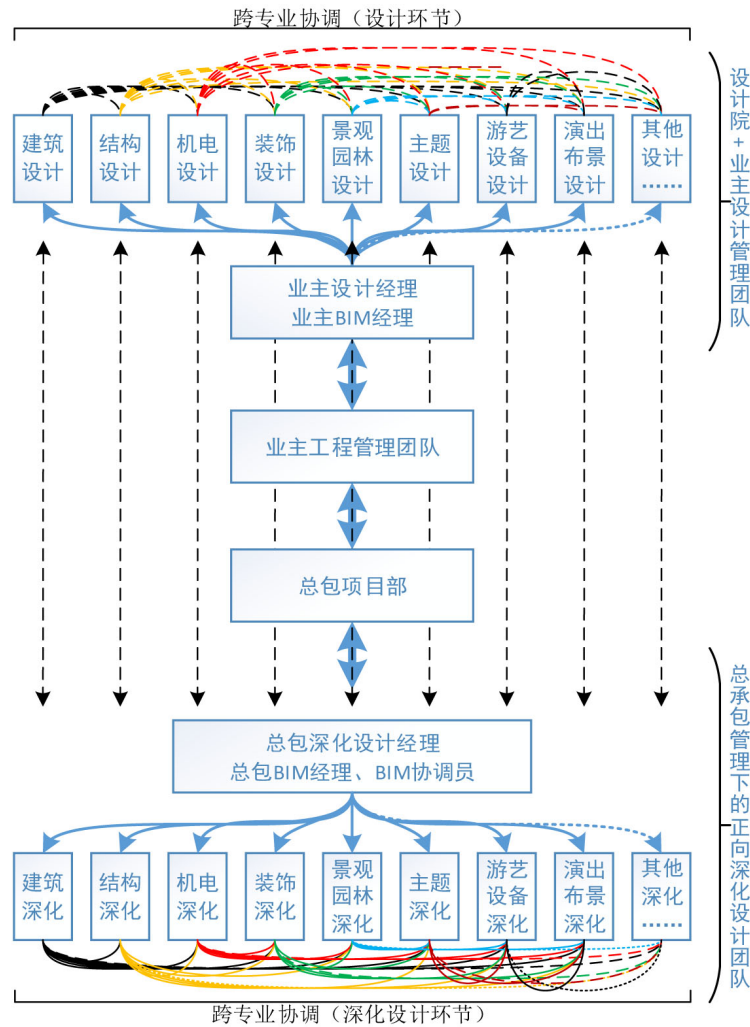 跨专业协调（设计环节）
建筑
设计
结构
设计
机电
设计
装饰
设计
景观
园林
设计
主题
设计
游艺
设备
设计
演出
布景
设计
其他
设计
……
设计院+业主设计管理团队
业主设计经理
业主BIM经理
业主工程管理团队
总包项目部
总包深化设计经理
总包BIM经理、BIM协调员
总承包管理下的正向深化设计团队
建筑
深化
结构
深化
机电
深化
装饰
深化
景观
园林
深化
主题
深化
游艺
设备
深化
演出
布景
深化
其他
深化
……
跨专业协调（深化设计环节）